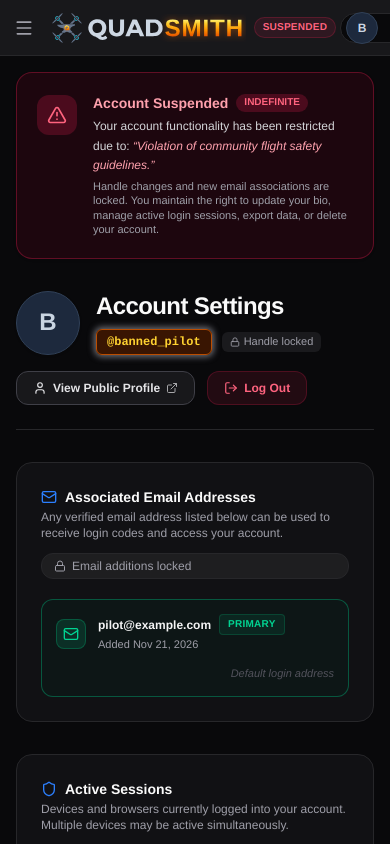 QUADSMITH SUSPENDED B
Account Suspended INDEFINITE
Your account functionality has been restricted
due to: “Violation of community flight safety
guidelines.”
Handle changes and new email associations are
locked. You maintain the right to update your bio,
manage active login sessions, export data, or delete
your account.
B
Account Settings
@banned_pilot Handle locked
View Public Profile Log Out
Associated Email Addresses
Any verified email address listed below can be used to
receive login codes and access your account.
Email additions locked
pilot@example.com PRIMARY
Added Nov 21, 2026
Default login address
Active Sessions
Devices and browsers currently logged into your account.
Multiple devices may be active simultaneously.